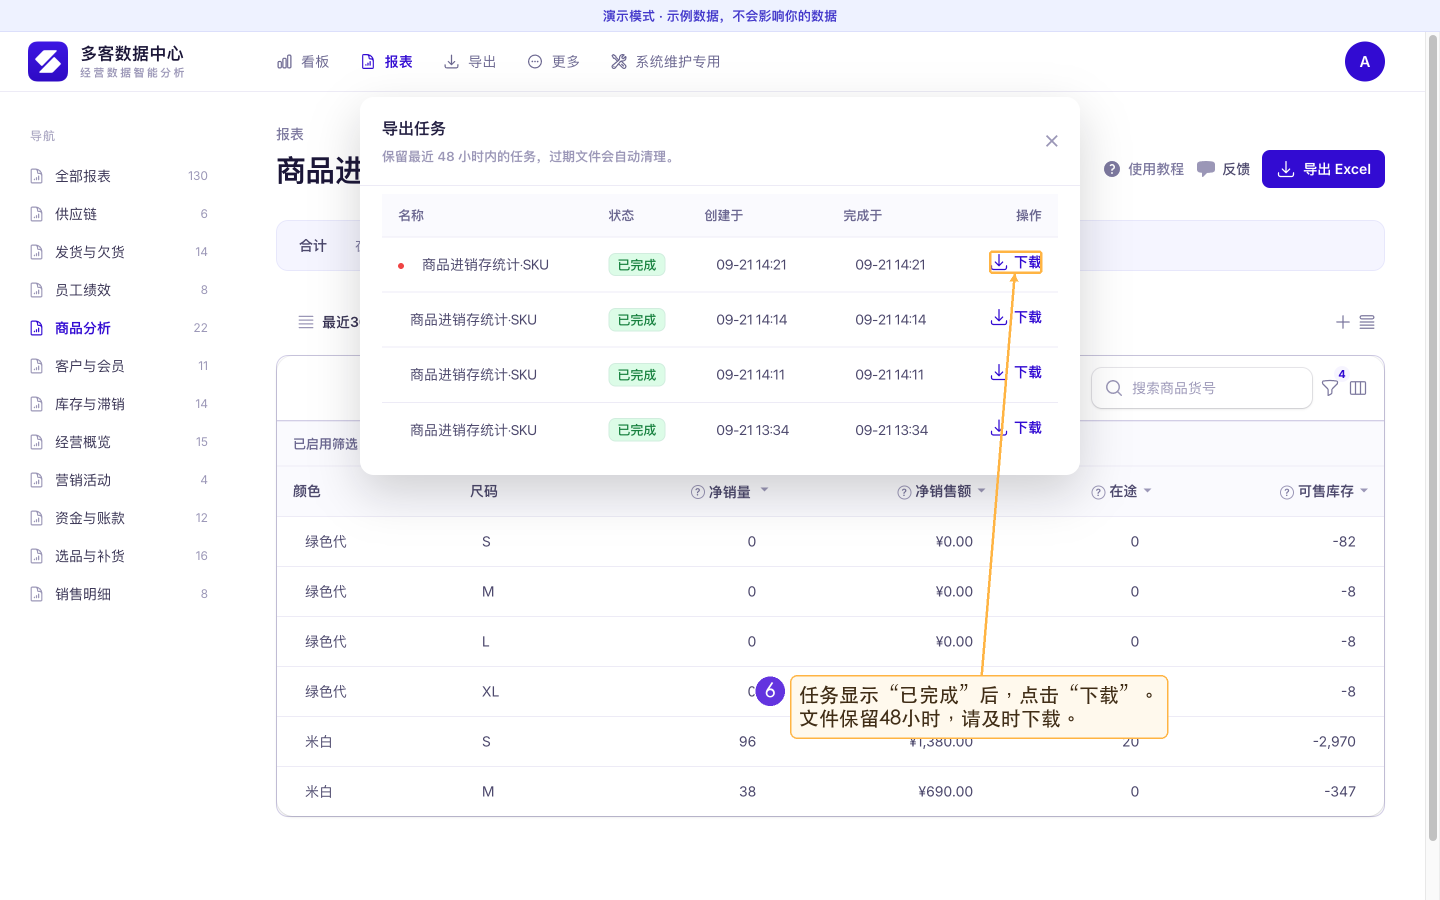 演示模式 · 示例数据，不会影响你的数据
多客数据中心
经营数据智能分析
看板
报表
导出
更多
系统维护专用
A
导航
全部报表 130
供应链 6
发货与欠货 14
员工绩效 8
商品分析 22
客户与会员 11
库存与滞销 14
经营概览 15
营销活动 4
资金与账款 12
选品与补货 16
销售明细 8
报表
商品进
使用教程
反馈
导出 Excel
合计
最近3
导出任务
保留最近 48 小时内的任务，过期文件会自动清理。
名称 状态 创建于 完成于 操作
商品进销存统计·SKU 已完成 09-21 14:21 09-21 14:21 下载
商品进销存统计·SKU 已完成 09-21 14:14 09-21 14:14 下载
商品进销存统计·SKU 已完成 09-21 14:11 09-21 14:11 下载
商品进销存统计·SKU 已完成 09-21 13:34 09-21 13:34 下载
搜索商品货号
4
已启用筛选
颜色 尺码 净销量 净销售额 在途 可售库存
绿色代 S 0 ¥0.00 0 -82
绿色代 M 0 ¥0.00 0 -8
绿色代 L 0 ¥0.00 0 -8
绿色代 XL -8
6
任务显示“已完成”后，点击“下载”。
文件保留48小时，请及时下载。
米白 S 96 ¥1,380.00 20 -2,970
米白 M 38 ¥690.00 0 -347